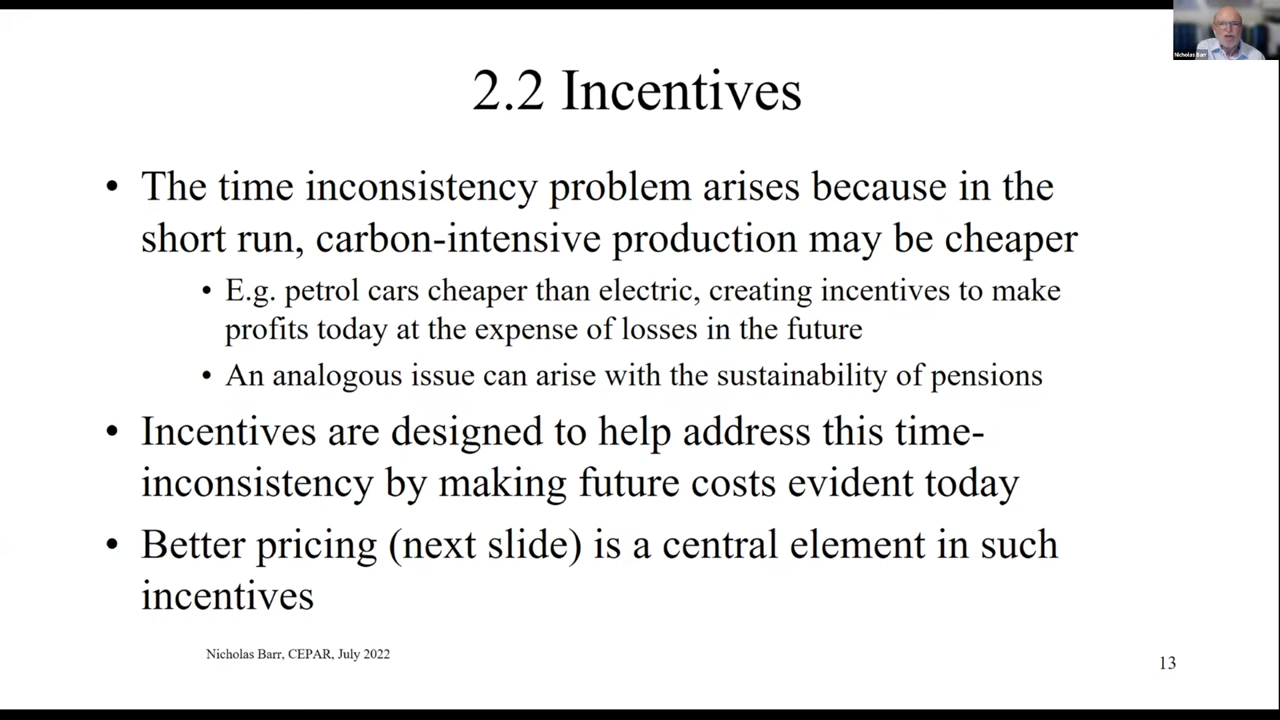 Nicholas Barr
2.2 Incentives
• The time inconsistency problem arises because in the
short run, carbon-intensive production may be cheaper
• E.g. petrol cars cheaper than electric, creating incentives to make
profits today at the expense of losses in the future
• An analogous issue can arise with the sustainability of pensions
• Incentives are designed to help address this time-
inconsistency by making future costs evident today
• Better pricing (next slide) is a central element in such
incentives
Nicholas Barr, CEPAR, July 2022
13